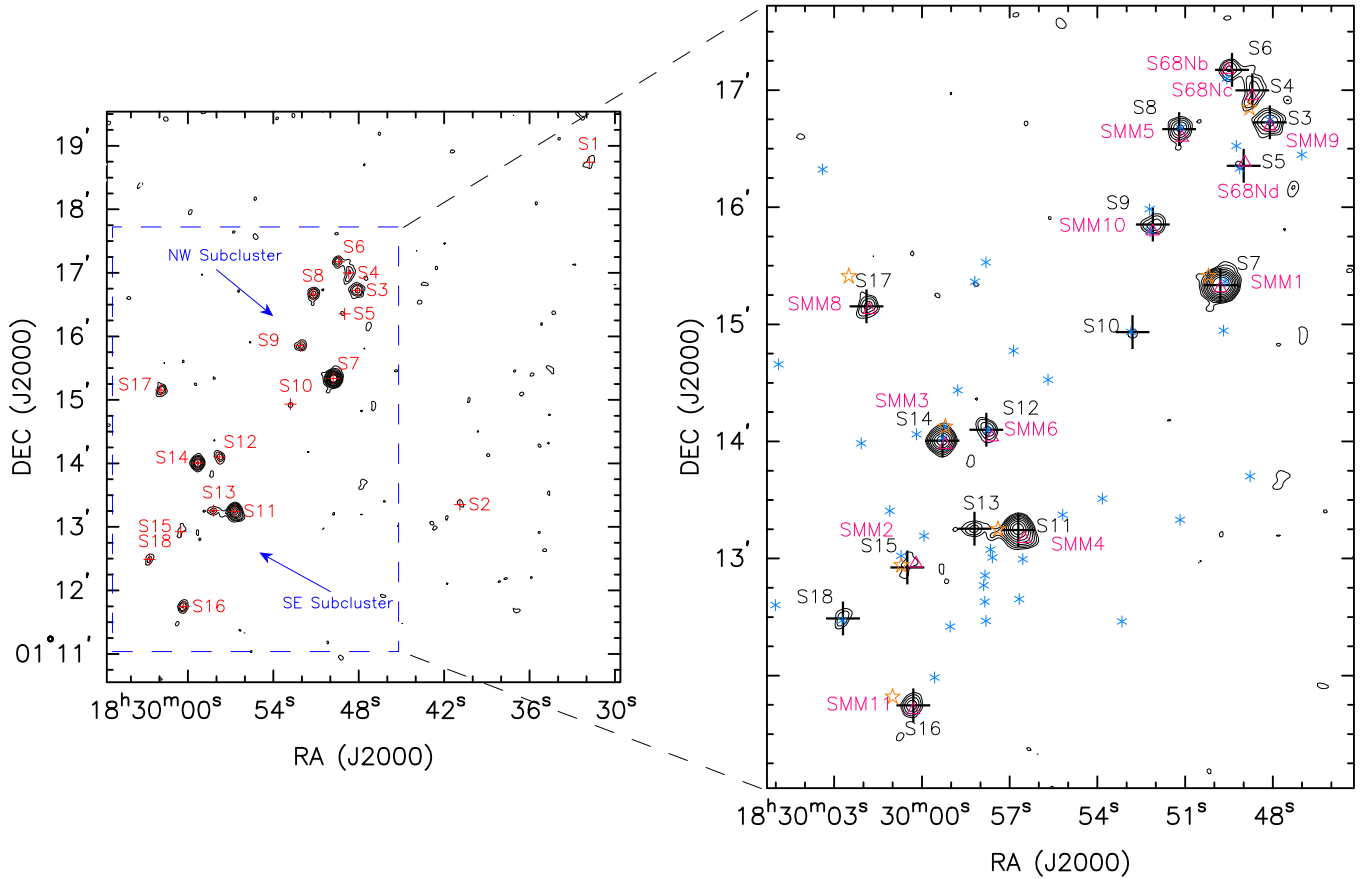 19′
18′
17′
16′
15′
14′
13′
12′
01°11′
DEC (J2000)
18ʰ30ᵐ00ˢ
54ˢ
48ˢ
42ˢ
36ˢ
30ˢ
RA (J2000)
S1
S6
NW Subcluster
S4
S8
S3
S5
S9
S7
S10
S17
S12
S14
S13
S11
S2
S15
S18
SE Subcluster
S16
17′
16′
15′
14′
13′
DEC (J2000)
18ʰ30ᵐ03ˢ
30ᵐ00ˢ
57ˢ
54ˢ
51ˢ
48ˢ
RA (J2000)
S6
S68Nb
S68Nc
S4
S8
S3
SMM5
SMM9
S5
S68Nd
S9
SMM10
S7
SMM1
S17
SMM8
S10
SMM3
S12
S14
SMM6
S13
S11
SMM2
SMM4
S15
S18
SMM11
S16